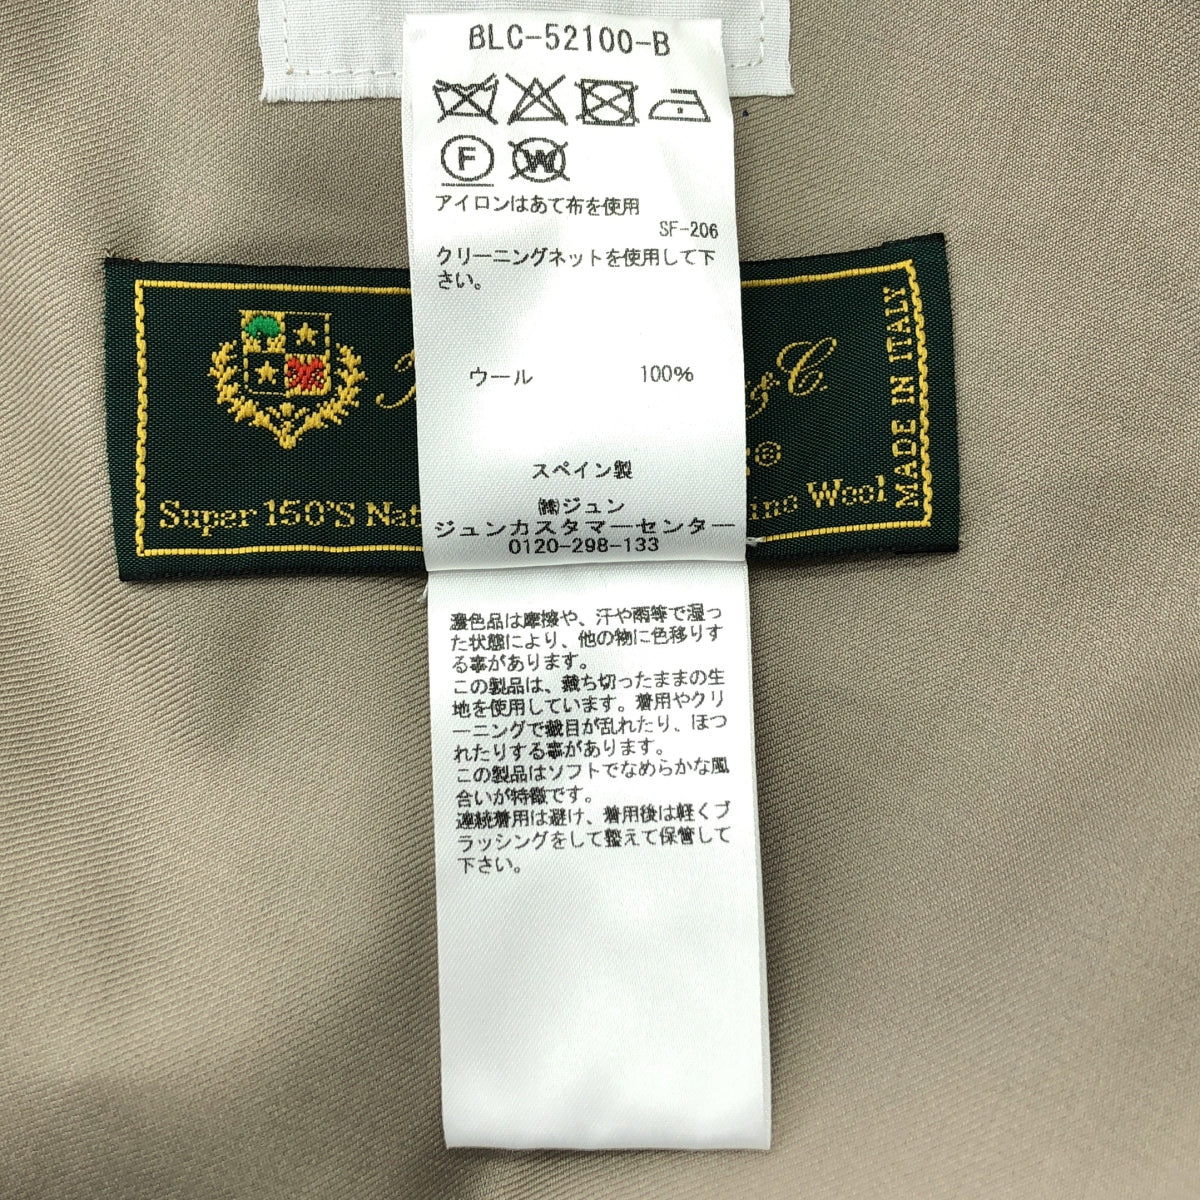 BLC-52100-B
F W
アイロンはあて布を使用
SF-206
クリーニングネットを使用して下
さい。
ウール 100%
スペイン製
㈱ジュン
ジュンカスタマーセンター
0120-298-133
濃色品は摩擦や、汗や雨等で湿っ
た状態により、他の物に色移りす
る事があります。
この製品は、裁ち切ったままの生
地を使用しています。着用やクリ
ーニングで裁目が乱れたり、ほつ
れたりする事があります。
この製品はソフトでなめらかな風
合いが特徴です。
連続着用は避け、着用後は軽くブ
ラッシングをして整えて保管して
下さい。
C.
®
Super 150'S Wool
MADE IN ITALY